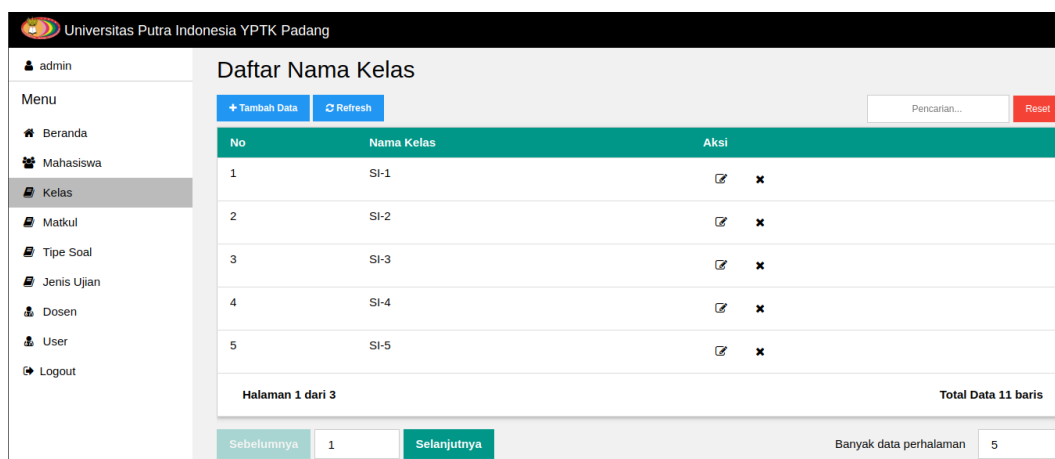 Universitas Putra Indonesia YPTK Padang
admin
Menu
Beranda
Mahasiswa
Kelas
Matkul
Tipe Soal
Jenis Ujian
Dosen
User
Logout
Daftar Nama Kelas
Tambah Data Refresh Pencarian... Reset
No Nama Kelas Aksi
1 SI-1
2 SI-2
3 SI-3
4 SI-4
5 SI-5
Halaman 1 dari 3 Total Data 11 baris
Sebelumnya 1 Selanjutnya Banyak data perhalaman 5